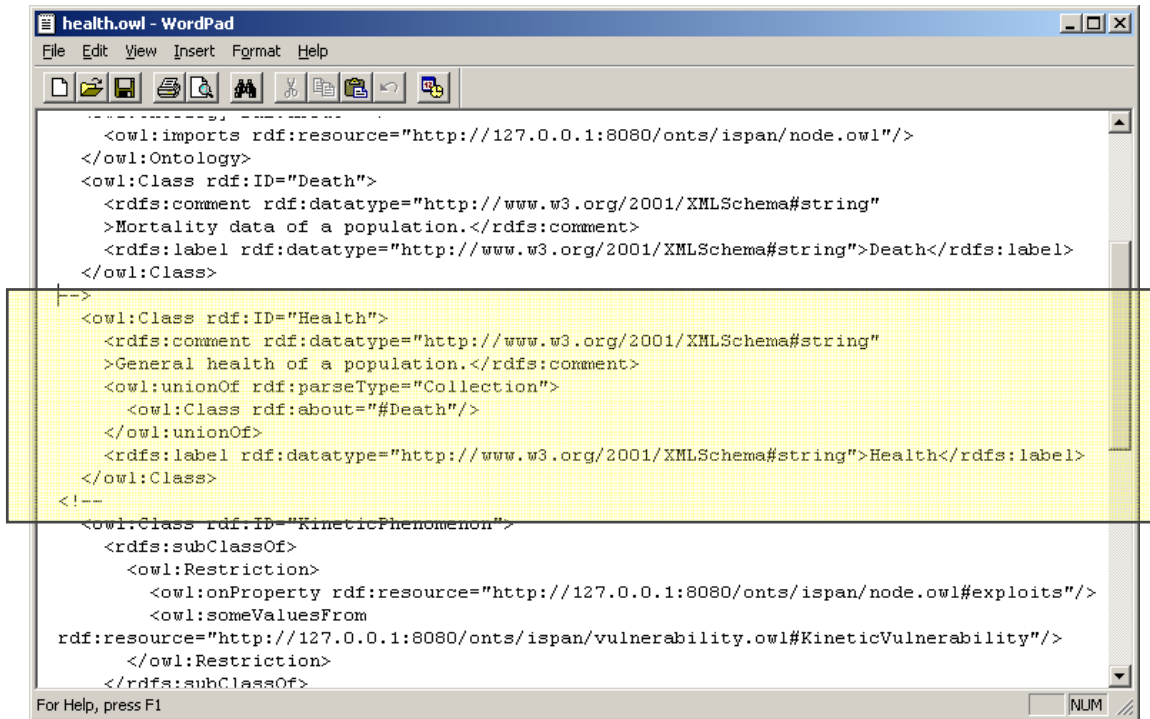 health.owl - WordPad
File Edit View Insert Format Help
<owl:imports rdf:resource="http://127.0.0.1:8080/onts/ispan/node.owl"/>
</owl:Ontology>
<owl:Class rdf:ID="Death">
<rdfs:comment rdf:datatype="http://www.w3.org/2001/XMLSchema#string"
>Mortality data of a population.</rdfs:comment>
<rdfs:label rdf:datatype="http://www.w3.org/2001/XMLSchema#string">Death</rdfs:label>
</owl:Class>
-->
<owl:Class rdf:ID="Health">
<rdfs:comment rdf:datatype="http://www.w3.org/2001/XMLSchema#string"
>General health of a population.</rdfs:comment>
<owl:unionOf rdf:parseType="Collection">
<owl:Class rdf:about="#Death"/>
</owl:unionOf>
<rdfs:label rdf:datatype="http://www.w3.org/2001/XMLSchema#string">Health</rdfs:label>
</owl:Class>
<!--
<owl:Class rdf:ID="KineticPhenomenon">
<rdfs:subClassOf>
<owl:Restriction>
<owl:onProperty rdf:resource="http://127.0.0.1:8080/onts/ispan/node.owl#exploits"/>
<owl:someValuesFrom
rdf:resource="http://127.0.0.1:8080/onts/ispan/vulnerability.owl#KineticVulnerability"/>
</owl:Restriction>
</rdfs:subClassOf>
For Help, press F1
NUM